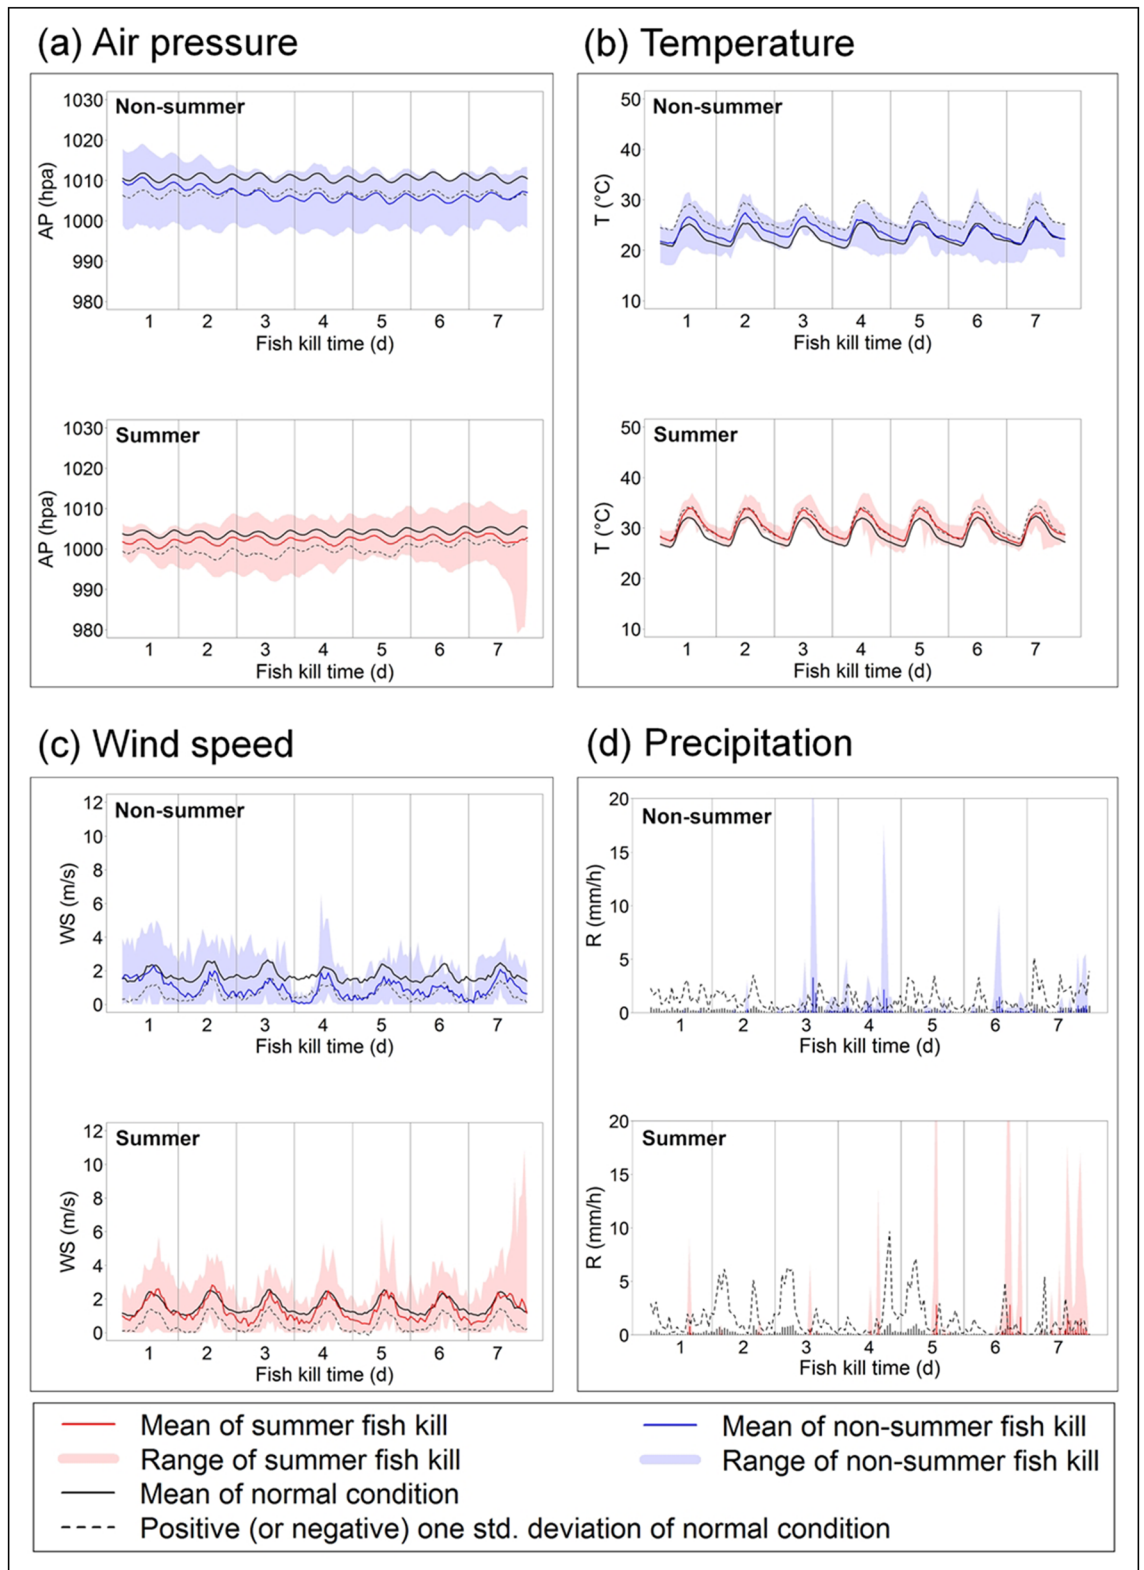 (a) Air pressure
Non-summer
1030
1020
1010
1000
990
980
AP (hpa)
1 2 3 4 5 6 7
Fish kill time (d)
Summer
1030
1020
1010
1000
990
980
AP (hpa)
1 2 3 4 5 6 7
Fish kill time (d)
(b) Temperature
Non-summer
50
40
30
20
10
T (°C)
1 2 3 4 5 6 7
Fish kill time (d)
Summer
50
40
30
20
10
T (°C)
1 2 3 4 5 6 7
Fish kill time (d)
(c) Wind speed
Non-summer
12
10
8
6
4
2
0
WS (m/s)
1 2 3 4 5 6 7
Fish kill time (d)
Summer
12
10
8
6
4
2
0
WS (m/s)
1 2 3 4 5 6 7
Fish kill time (d)
(d) Precipitation
Non-summer
20
15
10
5
0
R (mm/h)
1 2 3 4 5 6 7
Fish kill time (d)
Summer
20
15
10
5
0
R (mm/h)
1 2 3 4 5 6 7
Fish kill time (d)
Mean of summer fish kill
Mean of non-summer fish kill
Range of summer fish kill
Range of non-summer fish kill
Mean of normal condition
Positive (or negative) one std. deviation of normal condition